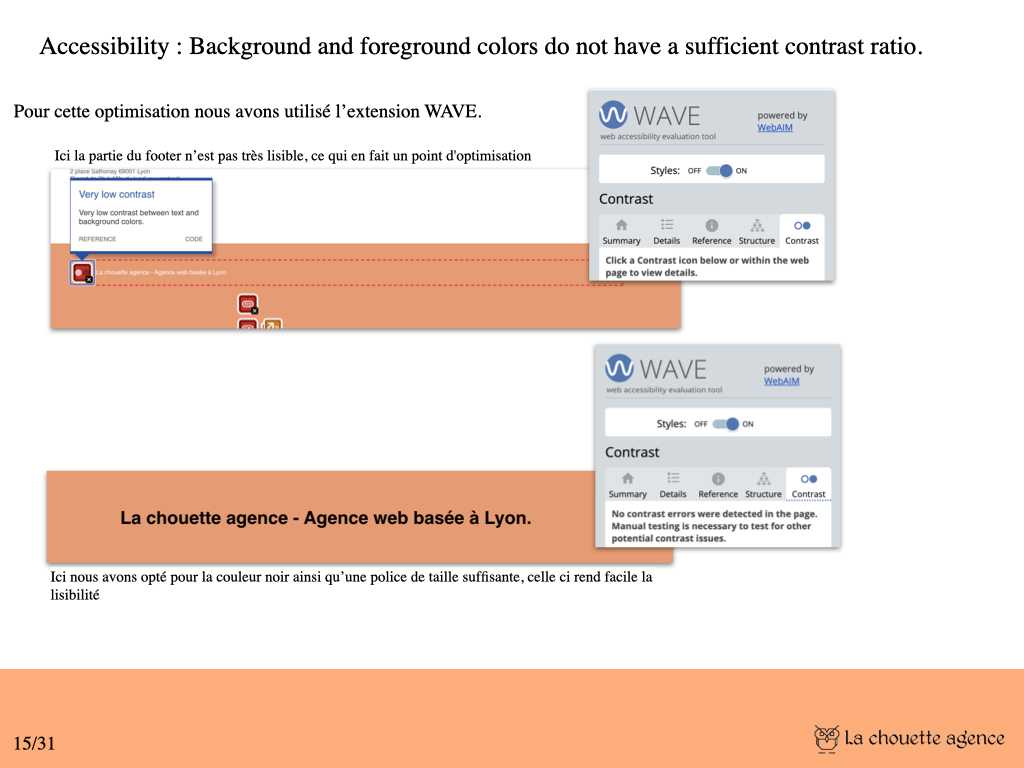 Accessibility : Background and foreground colors do not have a sufficient contrast ratio.
Pour cette optimisation nous avons utilisé l’extension WAVE.
Ici la partie du footer n’est pas très lisible, ce qui en fait un point d'optimisation
2 place Sathonay 69001 Lyon
Very low contrast
Very low contrast between text and
background colors.
REFERENCE CODE
La chouette agence - Agence web basée à Lyon
WAVE
web accessibility evaluation tool
powered by
WebAIM
Styles: OFF ON
Contrast
Summary Details Reference Structure Contrast
Click a Contrast icon below or within the web
page to view details.
WAVE
web accessibility evaluation tool
powered by
WebAIM
Styles: OFF ON
Contrast
Summary Details Reference Structure Contrast
No contrast errors were detected in the page.
Manual testing is necessary to test for other
potential contrast issues.
La chouette agence - Agence web basée à Lyon.
Ici nous avons opté pour la couleur noir ainsi qu’une police de taille suffisante, celle ci rend facile la
lisibilité
15/31
La chouette agence